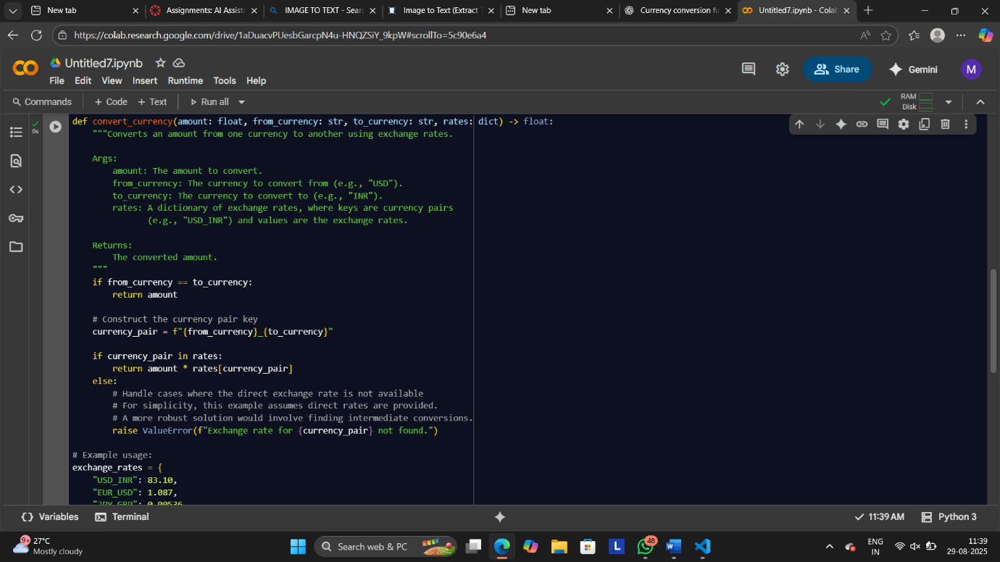 New tab
Assignments: AI Assist
IMAGE TO TEXT - Sear
Image to Text (Extract T
New tab
Currency conversion fu
Untitled7.ipynb - Colab
https://colab.research.google.com/drive/1aDuacvPUesbGarcpN4u-HNQZSiY_9kpW#scrollTo=5c90e6a4
Untitled7.ipynb
File Edit View Insert Runtime Tools Help
Share
Gemini
M
Commands + Code + Text Run all
RAM
Disk
0s
def convert_currency(amount: float, from_currency: str, to_currency: str, rates: dict) -> float:
    """Converts an amount from one currency to another using exchange rates.

    Args:
        amount: The amount to convert.
        from_currency: The currency to convert from (e.g., "USD").
        to_currency: The currency to convert to (e.g., "INR").
        rates: A dictionary of exchange rates, where keys are currency pairs
               (e.g., "USD_INR") and values are the exchange rates.

    Returns:
        The converted amount.
    """
    if from_currency == to_currency:
        return amount

    # Construct the currency pair key
    currency_pair = f"{from_currency}_{to_currency}"

    if currency_pair in rates:
        return amount * rates[currency_pair]
    else:
        # Handle cases where the direct exchange rate is not available
        # For simplicity, this example assumes direct rates are provided.
        # A more robust solution would involve finding intermediate conversions.
        raise ValueError(f"Exchange rate for {currency_pair} not found.")

# Example usage:
exchange_rates = {
    "USD_INR": 83.10,
    "EUR_USD": 1.087,
    "JPY_GBP": 0.00536
Variables
Terminal
11:39 AM
Python 3
9+
27°C
Mostly cloudy
Search web & PC
L
48
ENG
IN
11:39
29-08-2025